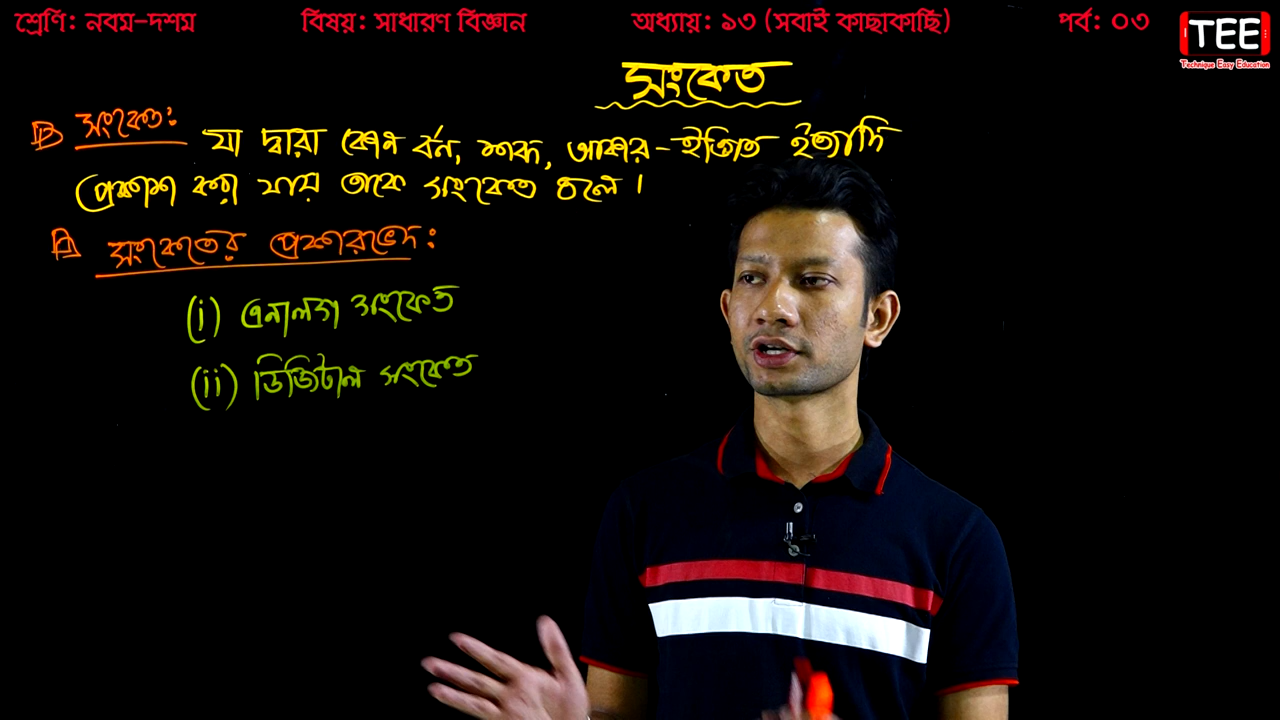 শ্রেণি: নবম-দশম বিষয়: সাধারণ বিজ্ঞান অধ্যায়: ১৩ (সবাই কাছাকাছি) পর্ব: ০৩
TEE
Technique Easy Education
সংকেত
সংকেত: যা দ্বারা কোন বর্ন, শব্দ, আকার-ইঙ্গিত ইত্যাদি
প্রকাশ করা যায় তাকে সংকেত বলে।
সংকেতের প্রকারভেদ:
(i) এনালগ সংকেত
(ii) ডিজিটাল সংকেত